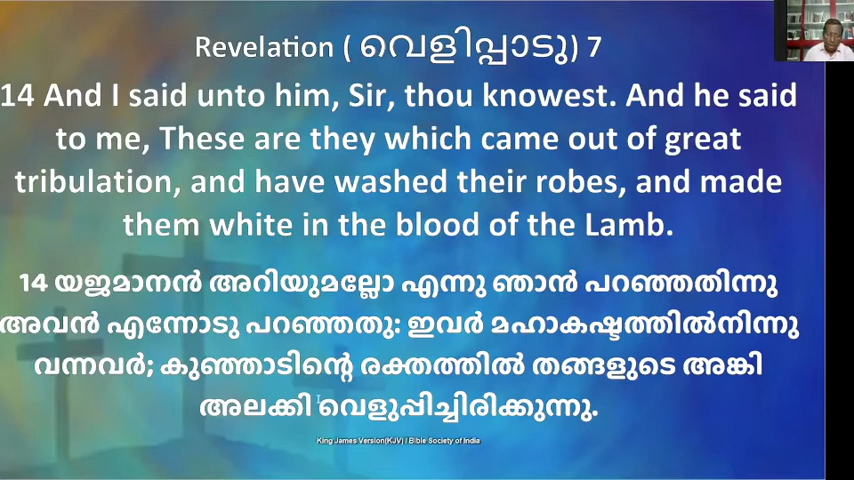 Revelation ( വെളിപ്പാടു) 7
14 And I said unto him, Sir, thou knowest. And he said
to me, These are they which came out of great
tribulation, and have washed their robes, and made
them white in the blood of the Lamb.
14 യജമാനൻ അറിയുമല്ലോ എന്നു ഞാൻ പറഞ്ഞതിന്നു
അവൻ എന്നോടു പറഞ്ഞതു: ഇവർ മഹാകഷ്ടത്തിൽനിന്നു
വന്നവർ; കുഞ്ഞാടിന്റെ രക്തത്തിൽ തങ്ങളുടെ അങ്കി
അലക്കി വെളുപ്പിച്ചിരിക്കുന്നു.
King James Version(KJV) / Bible Society of India